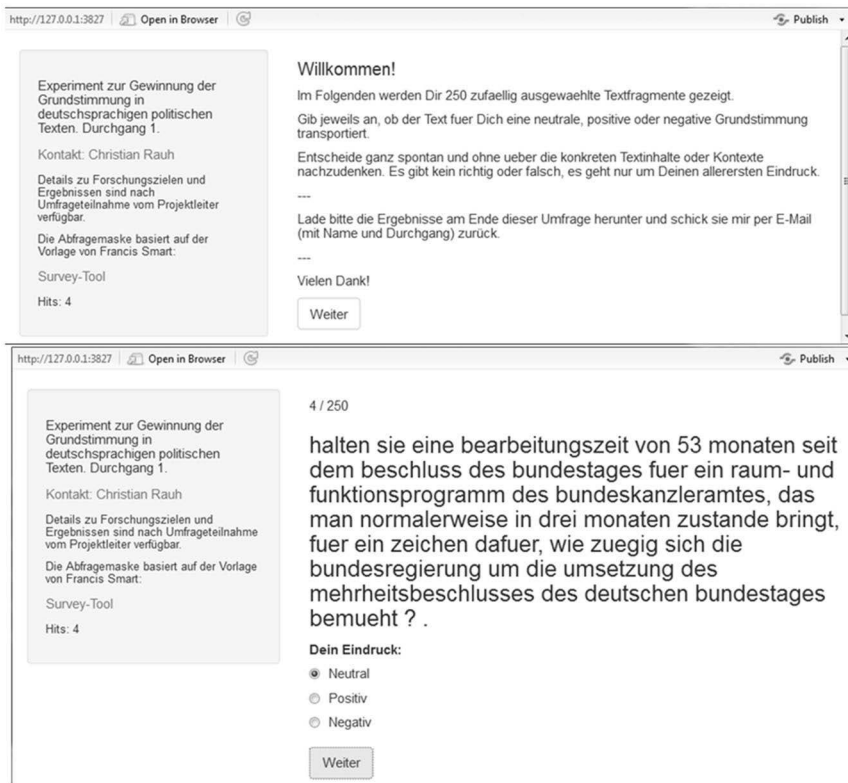 http://127.0.0.1:3827 Open in Browser Publish
Experiment zur Gewinnung der
Grundstimmung in
deutschsprachigen politischen
Texten. Durchgang 1.
Kontakt: Christian Rauh
Details zu Forschungszielen und
Ergebnissen sind nach
Umfrageteilnahme vom Projektleiter
verfügbar.
Die Abfragemaske basiert auf der
Vorlage von Francis Smart:
Survey-Tool
Hits: 4
Willkommen!
Im Folgenden werden Dir 250 zufaellig ausgewaehlte Textfragmente gezeigt.
Gib jeweils an, ob der Text fuer Dich eine neutrale, positive oder negative Grundstimmung
transportiert.
Entscheide ganz spontan und ohne ueber die konkreten Textinhalte oder Kontexte
nachzudenken. Es gibt kein richtig oder falsch, es geht nur um Deinen allerersten Eindruck.
---
Lade bitte die Ergebnisse am Ende dieser Umfrage herunter und schick sie mir per E-Mail
(mit Name und Durchgang) zurück.
---
Vielen Dank!
Weiter
http://127.0.0.1:3827 Open in Browser Publish
Experiment zur Gewinnung der
Grundstimmung in
deutschsprachigen politischen
Texten. Durchgang 1.
Kontakt: Christian Rauh
Details zu Forschungszielen und
Ergebnissen sind nach Umfrageteilnahme
vom Projektleiter verfügbar.
Die Abfragemaske basiert auf der Vorlage
von Francis Smart:
Survey-Tool
Hits: 4
4 / 250
halten sie eine bearbeitungszeit von 53 monaten seit
dem beschluss des bundestages fuer ein raum- und
funktionsprogramm des bundeskanzleramtes, das
man normalerweise in drei monaten zustande bringt,
fuer ein zeichen dafuer, wie zuegig sich die
bundesregierung um die umsetzung des
mehrheitsbeschlusses des deutschen bundestages
bemueht ? .
Dein Eindruck:
Neutral
Positiv
Negativ
Weiter